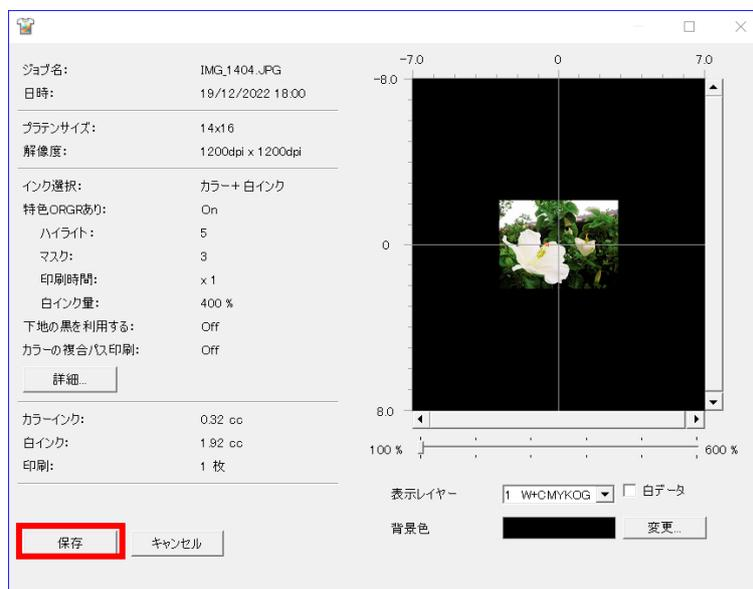 ジョブ名: IMG_1404.JPG
日時: 19/12/2022 18:00
プラテンサイズ: 14x16
解像度: 1200dpi x 1200dpi
インク選択: カラー+白インク
特色ORGRあり: On
ハイライト: 5
マスク: 3
印刷時間: x 1
白インク量: 400 %
下地の黒を利用する: Off
カラーの複合パス印刷: Off
詳細...
カラーインク: 0.32 cc
白インク: 1.92 cc
印刷: 1 枚
保存 キャンセル
-7.0 0 7.0
-8.0
0
8.0
100 % 600 %
表示レイヤー 1 W+CMYKOG 白データ
背景色 変更...